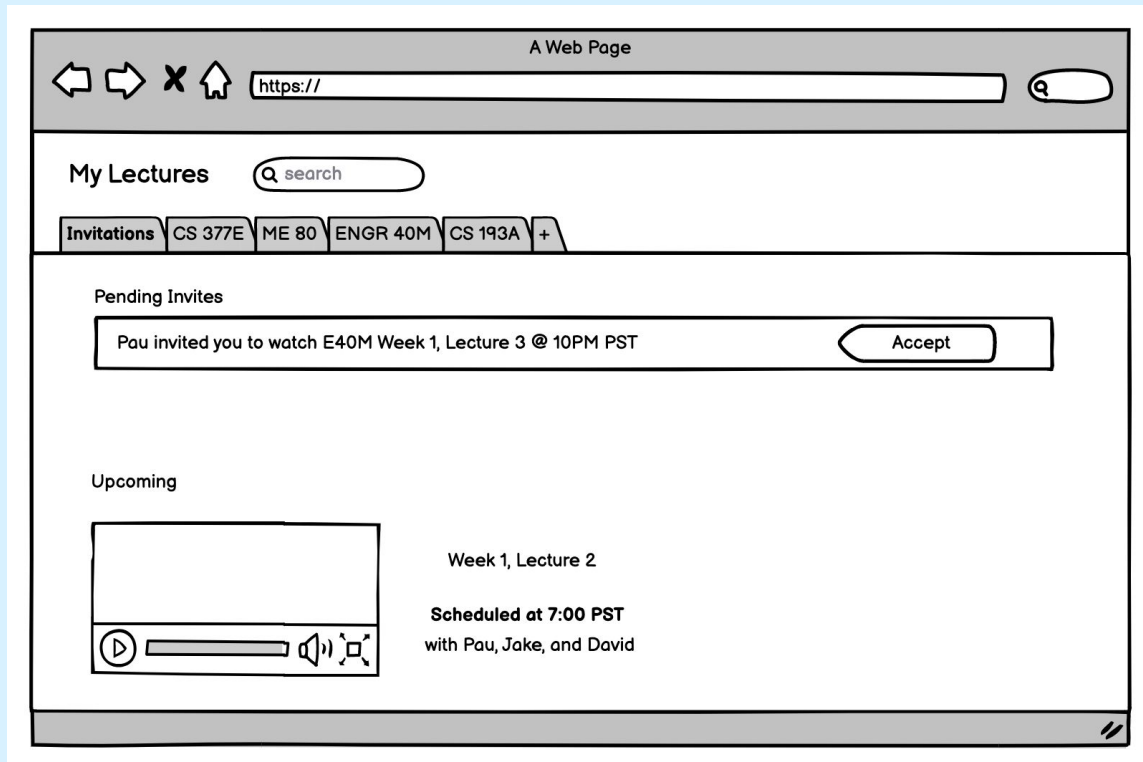 A Web Page
https://
My Lectures
search
Invitations CS 377E ME 80 ENGR 40M CS 193A +
Pending Invites
Pau invited you to watch E40M Week 1, Lecture 3 @ 10PM PST
Accept
Upcoming
Week 1, Lecture 2
Scheduled at 7:00 PST
with Pau, Jake, and David